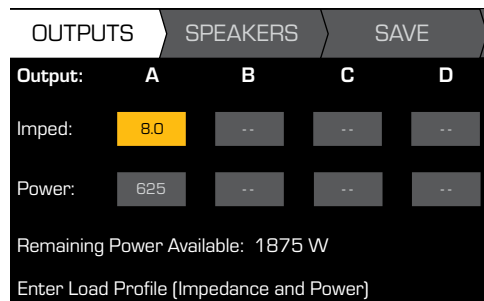 OUTPUTS SPEAKERS SAVE
Output: A B C D
Imped: 8.0 -- -- --
Power: 625 -- -- --
Remaining Power Available: 1875 W
Enter Load Profile (Impedance and Power)